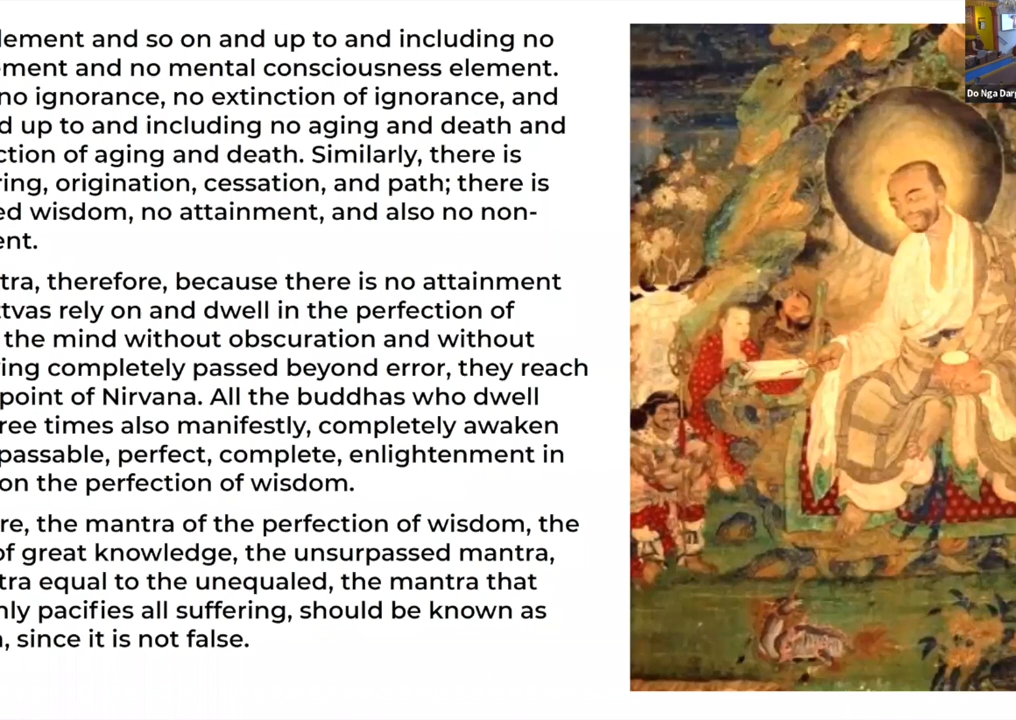 lement and so on and up to and including no
ment and no mental consciousness element.
no ignorance, no extinction of ignorance, and
d up to and including no aging and death and
ction of aging and death. Similarly, there is
ring, origination, cessation, and path; there is
ed wisdom, no attainment, and also no non-
ent.
tra, therefore, because there is no attainment
tvas rely on and dwell in the perfection of
the mind without obscuration and without
ing completely passed beyond error, they reach
point of Nirvana. All the buddhas who dwell
ree times also manifestly, completely awaken
passable, perfect, complete, enlightenment in
on the perfection of wisdom.
re, the mantra of the perfection of wisdom, the
of great knowledge, the unsurpassed mantra,
tra equal to the unequaled, the mantra that
hly pacifies all suffering, should be known as
, since it is not false.
Do Nga Darg